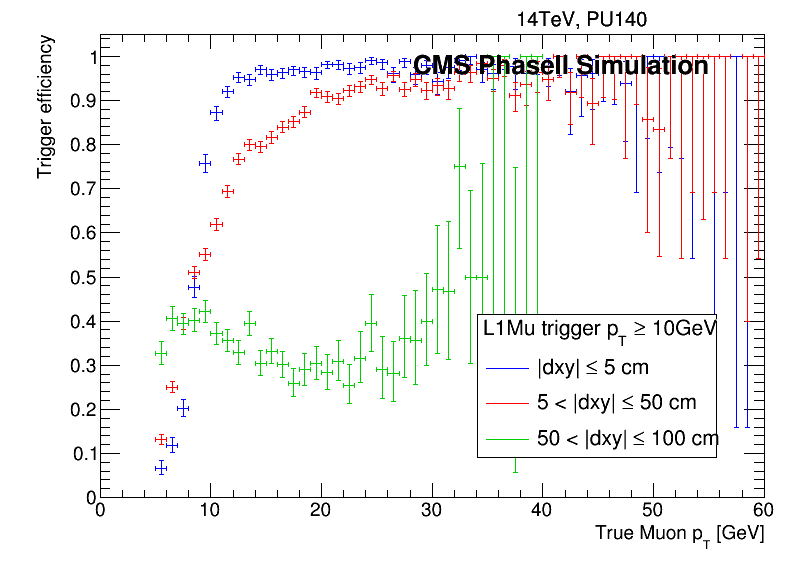 14TeV, PU140
CMS PhaseII Simulation
Trigger efficiency
1
0.9
0.8
0.7
0.6
0.5
0.4
0.3
0.2
0.1
0
L1Mu trigger p_T ≥ 10GeV
|dxy| ≤ 5 cm
5 < |dxy| ≤ 50 cm
50 < |dxy| ≤ 100 cm
0 10 20 30 40 50 60
True Muon p_T [GeV]